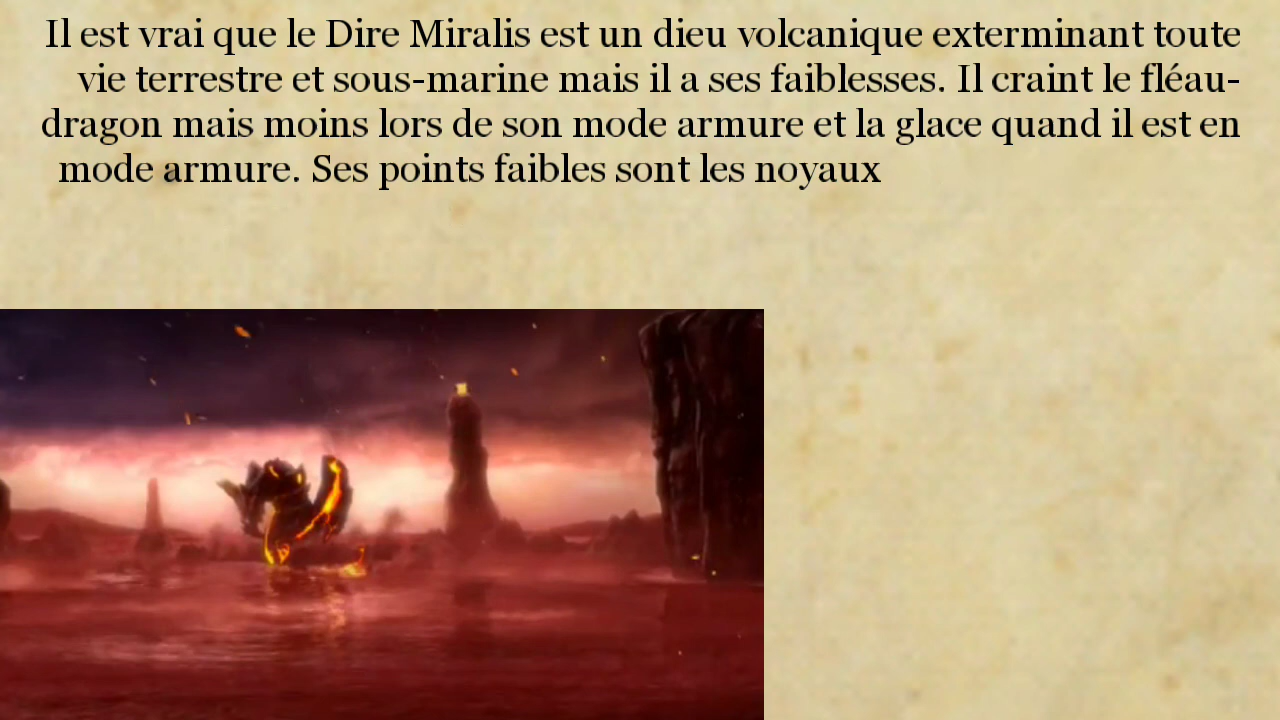 Il est vrai que le Dire Miralis est un dieu volcanique exterminant toute
vie terrestre et sous-marine mais il a ses faiblesses. Il craint le fléau-
dragon mais moins lors de son mode armure et la glace quand il est en
mode armure. Ses points faibles sont les noyaux